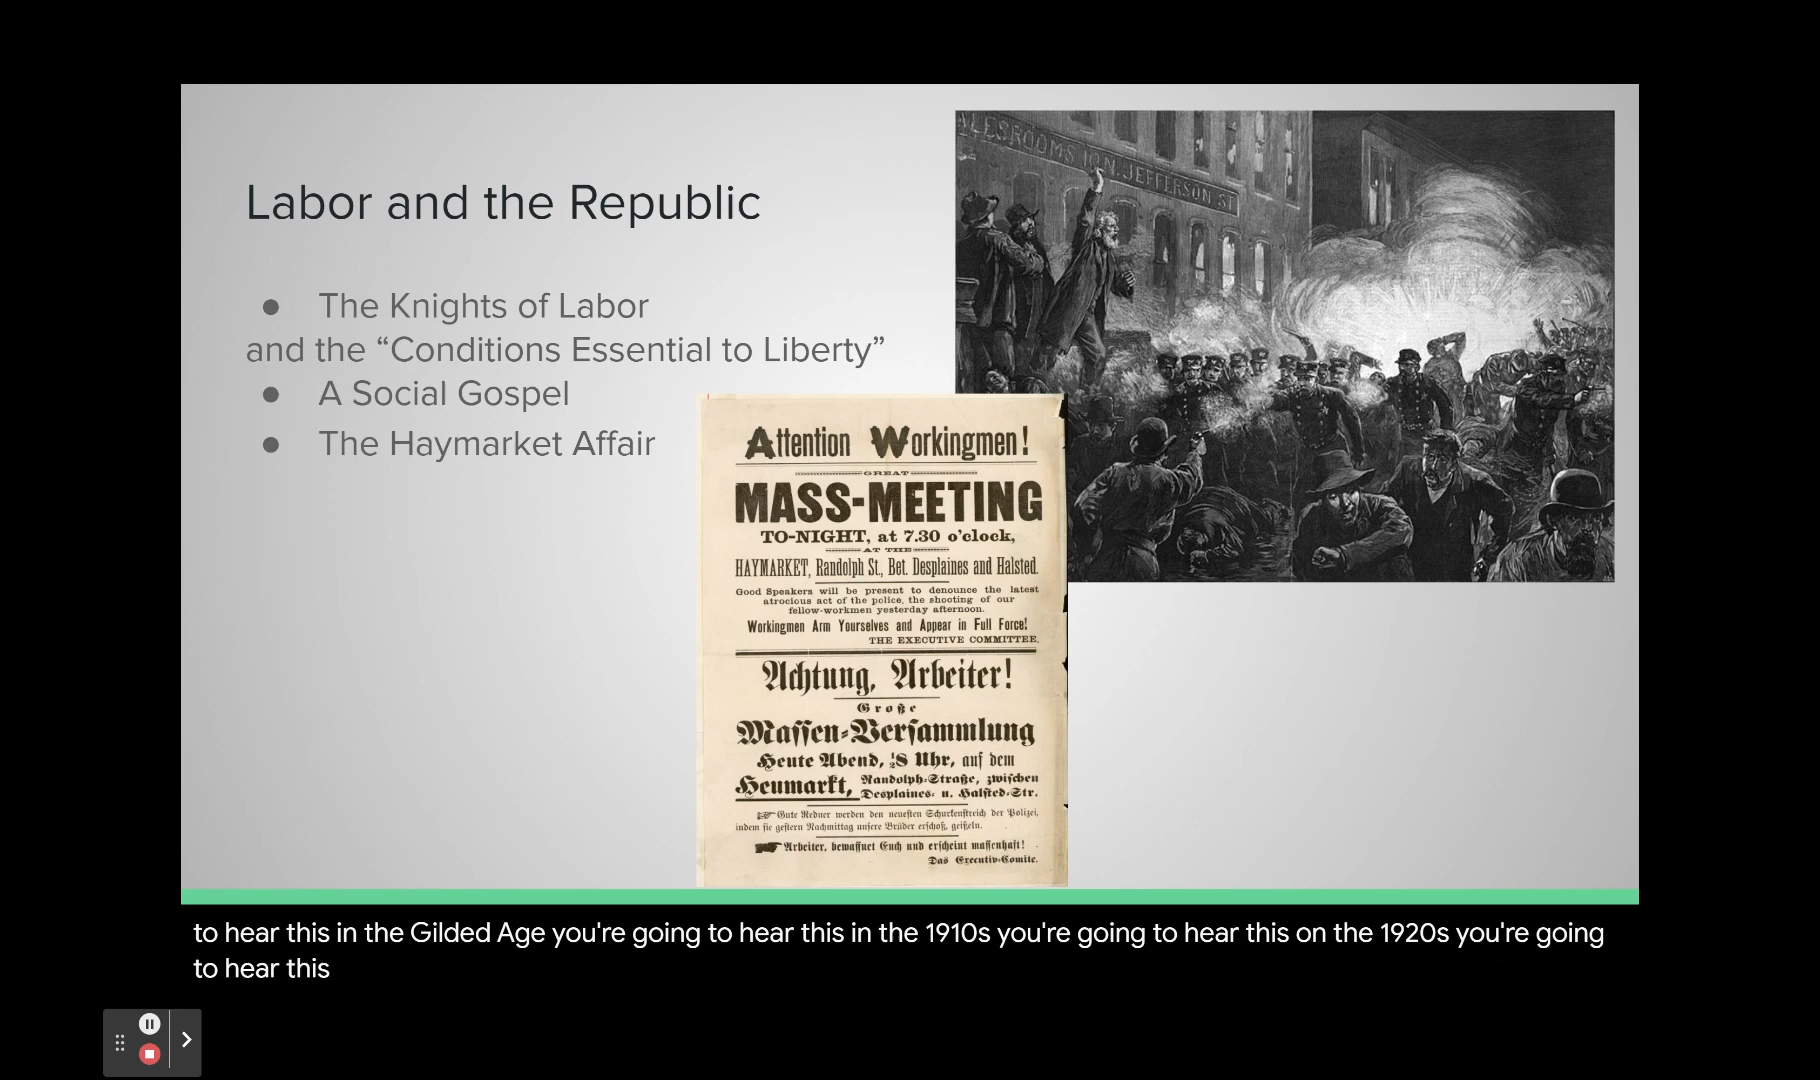 Labor and the Republic
● The Knights of Labor
and the “Conditions Essential to Liberty”
● A Social Gospel
● The Haymarket Affair
ALESROOMS 10 N. JEFFERSON ST
Attention Workingmen!
GREAT
MASS-MEETING
TO-NIGHT, at 7.30 o'clock,
AT THE
HAYMARKET, Randolph St., Bet. Desplaines and Halsted.
Good Speakers will be present to denounce the latest
atrocious act of the police, the shooting of our
fellow-workmen yesterday afternoon.
Workingmen Arm Yourselves and Appear in Full Force!
THE EXECUTIVE COMMITTEE.
Achtung, Arbeiter!
Große
Massen-Versammlung
Heute Abend, ½8 Uhr, auf dem
Heumarkt, Randolph-Straße, zwischen
Desplaines- u. Halsted-Str.
Gute Redner werden den neuesten Schurkenstreich der Polizei,
indem sie gestern Nachmittag unsere Brüder erschoß, geißeln.
Arbeiter, bewaffnet Euch und erscheint massenhaft!
Das Executiv-Comite.
to hear this in the Gilded Age you're going to hear this in the 1910s you're going to hear this on the 1920s you're going
to hear this